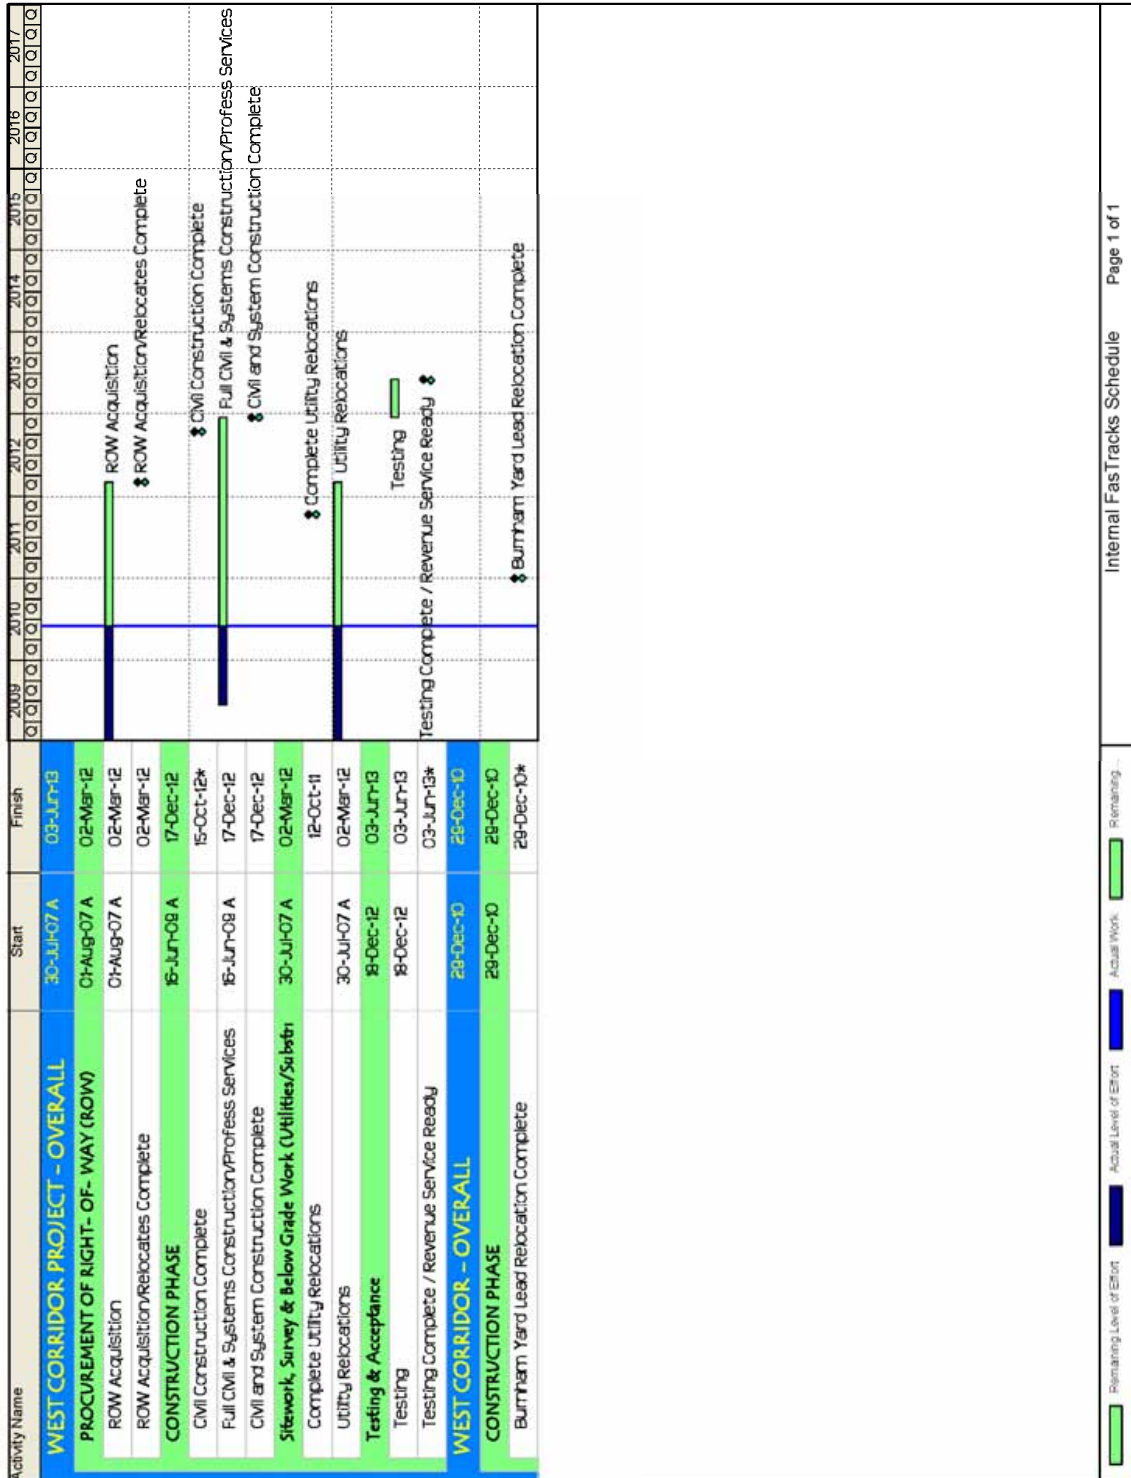 Activity Name Start Finish 2009 2010 2011 2012 2013 2014 2015 2016 2017
Q Q Q Q Q Q Q Q Q Q Q Q Q Q Q Q Q Q Q Q Q Q Q Q Q Q Q Q Q Q Q Q Q Q Q Q
WEST CORRIDOR PROJECT - OVERALL 30-Jul-07 A 03-Jun-13
PROCUREMENT OF RIGHT- OF- WAY (ROW) 01-Aug-07 A 02-Mar-12
ROW Acquisition 01-Aug-07 A 02-Mar-12 ROW Acquisition
ROW Acquisition/Relocates Complete 02-Mar-12 ROW Acquisition/Relocates Complete
CONSTRUCTION PHASE 16-Jun-09 A 17-Dec-12
Civil Construction Complete 15-Oct-12* Civil Construction Complete
Full Civil & Systems Construction/Profess Services 16-Jun-09 A 17-Dec-12 Full Civil & Systems Construction/Profess Services
Civil and System Construction Complete 17-Dec-12 Civil and System Construction Complete
Sitework, Survey & Below Grade Work (Utilities/Substr 30-Jul-07 A 02-Mar-12
Complete Utility Relocations 12-Oct-11 Complete Utility Relocations
Utility Relocations 30-Jul-07 A 02-Mar-12 Utility Relocations
Testing & Acceptance 18-Dec-12 03-Jun-13
Testing 18-Dec-12 03-Jun-13 Testing
Testing Complete / Revenue Service Ready 03-Jun-13* Testing Complete / Revenue Service Ready
WEST CORRIDOR - OVERALL 29-Dec-10 29-Dec-10
CONSTRUCTION PHASE 29-Dec-10 29-Dec-10
Burnham Yard Lead Relocation Complete 29-Dec-10* Burnham Yard Lead Relocation Complete
Remaining Level of Effort Actual Level of Effort Actual Work Remaining... Internal FasTracks Schedule Page 1 of 1